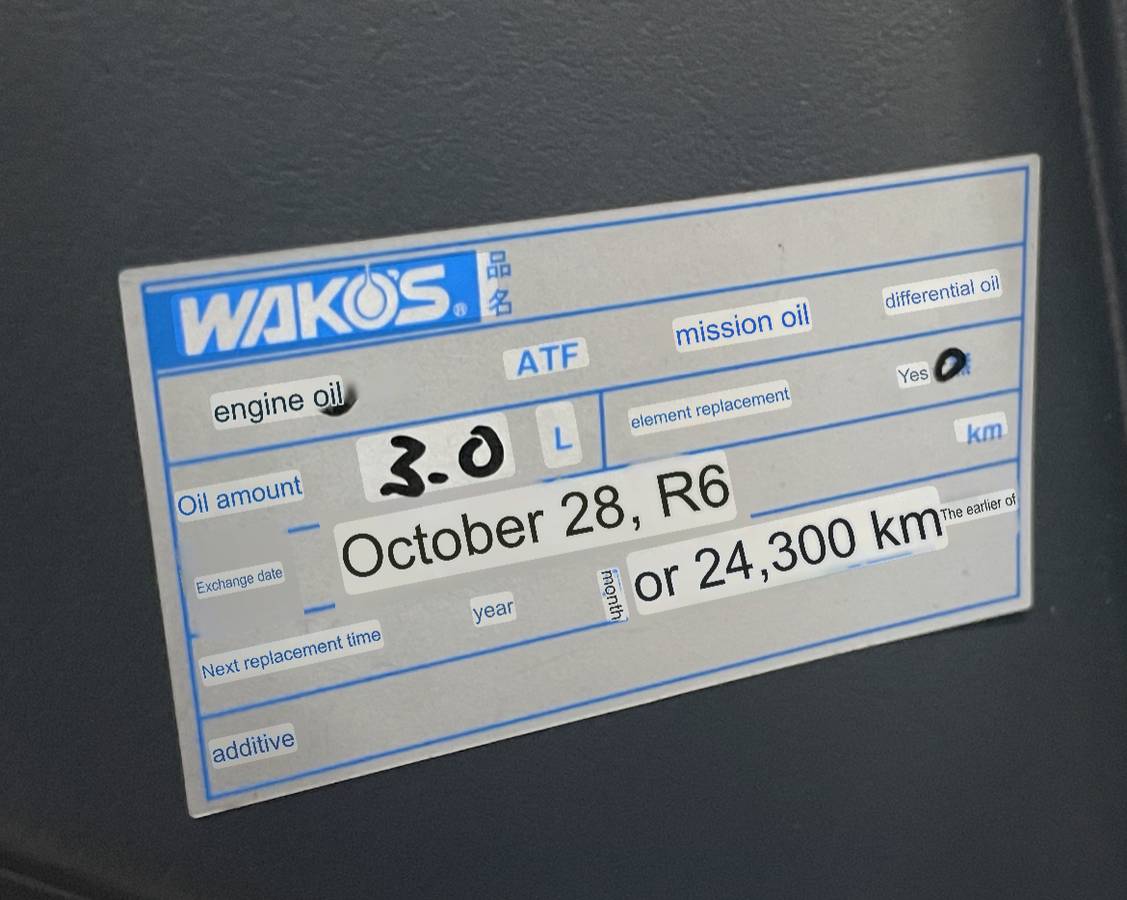 WAKO'S® 品名
engine oil ATF mission oil differential oil
Oil amount 3.0 L element replacement Yes
Exchange date October 28, R6 km
Next replacement time year month or 24,300 km The earlier of
additive